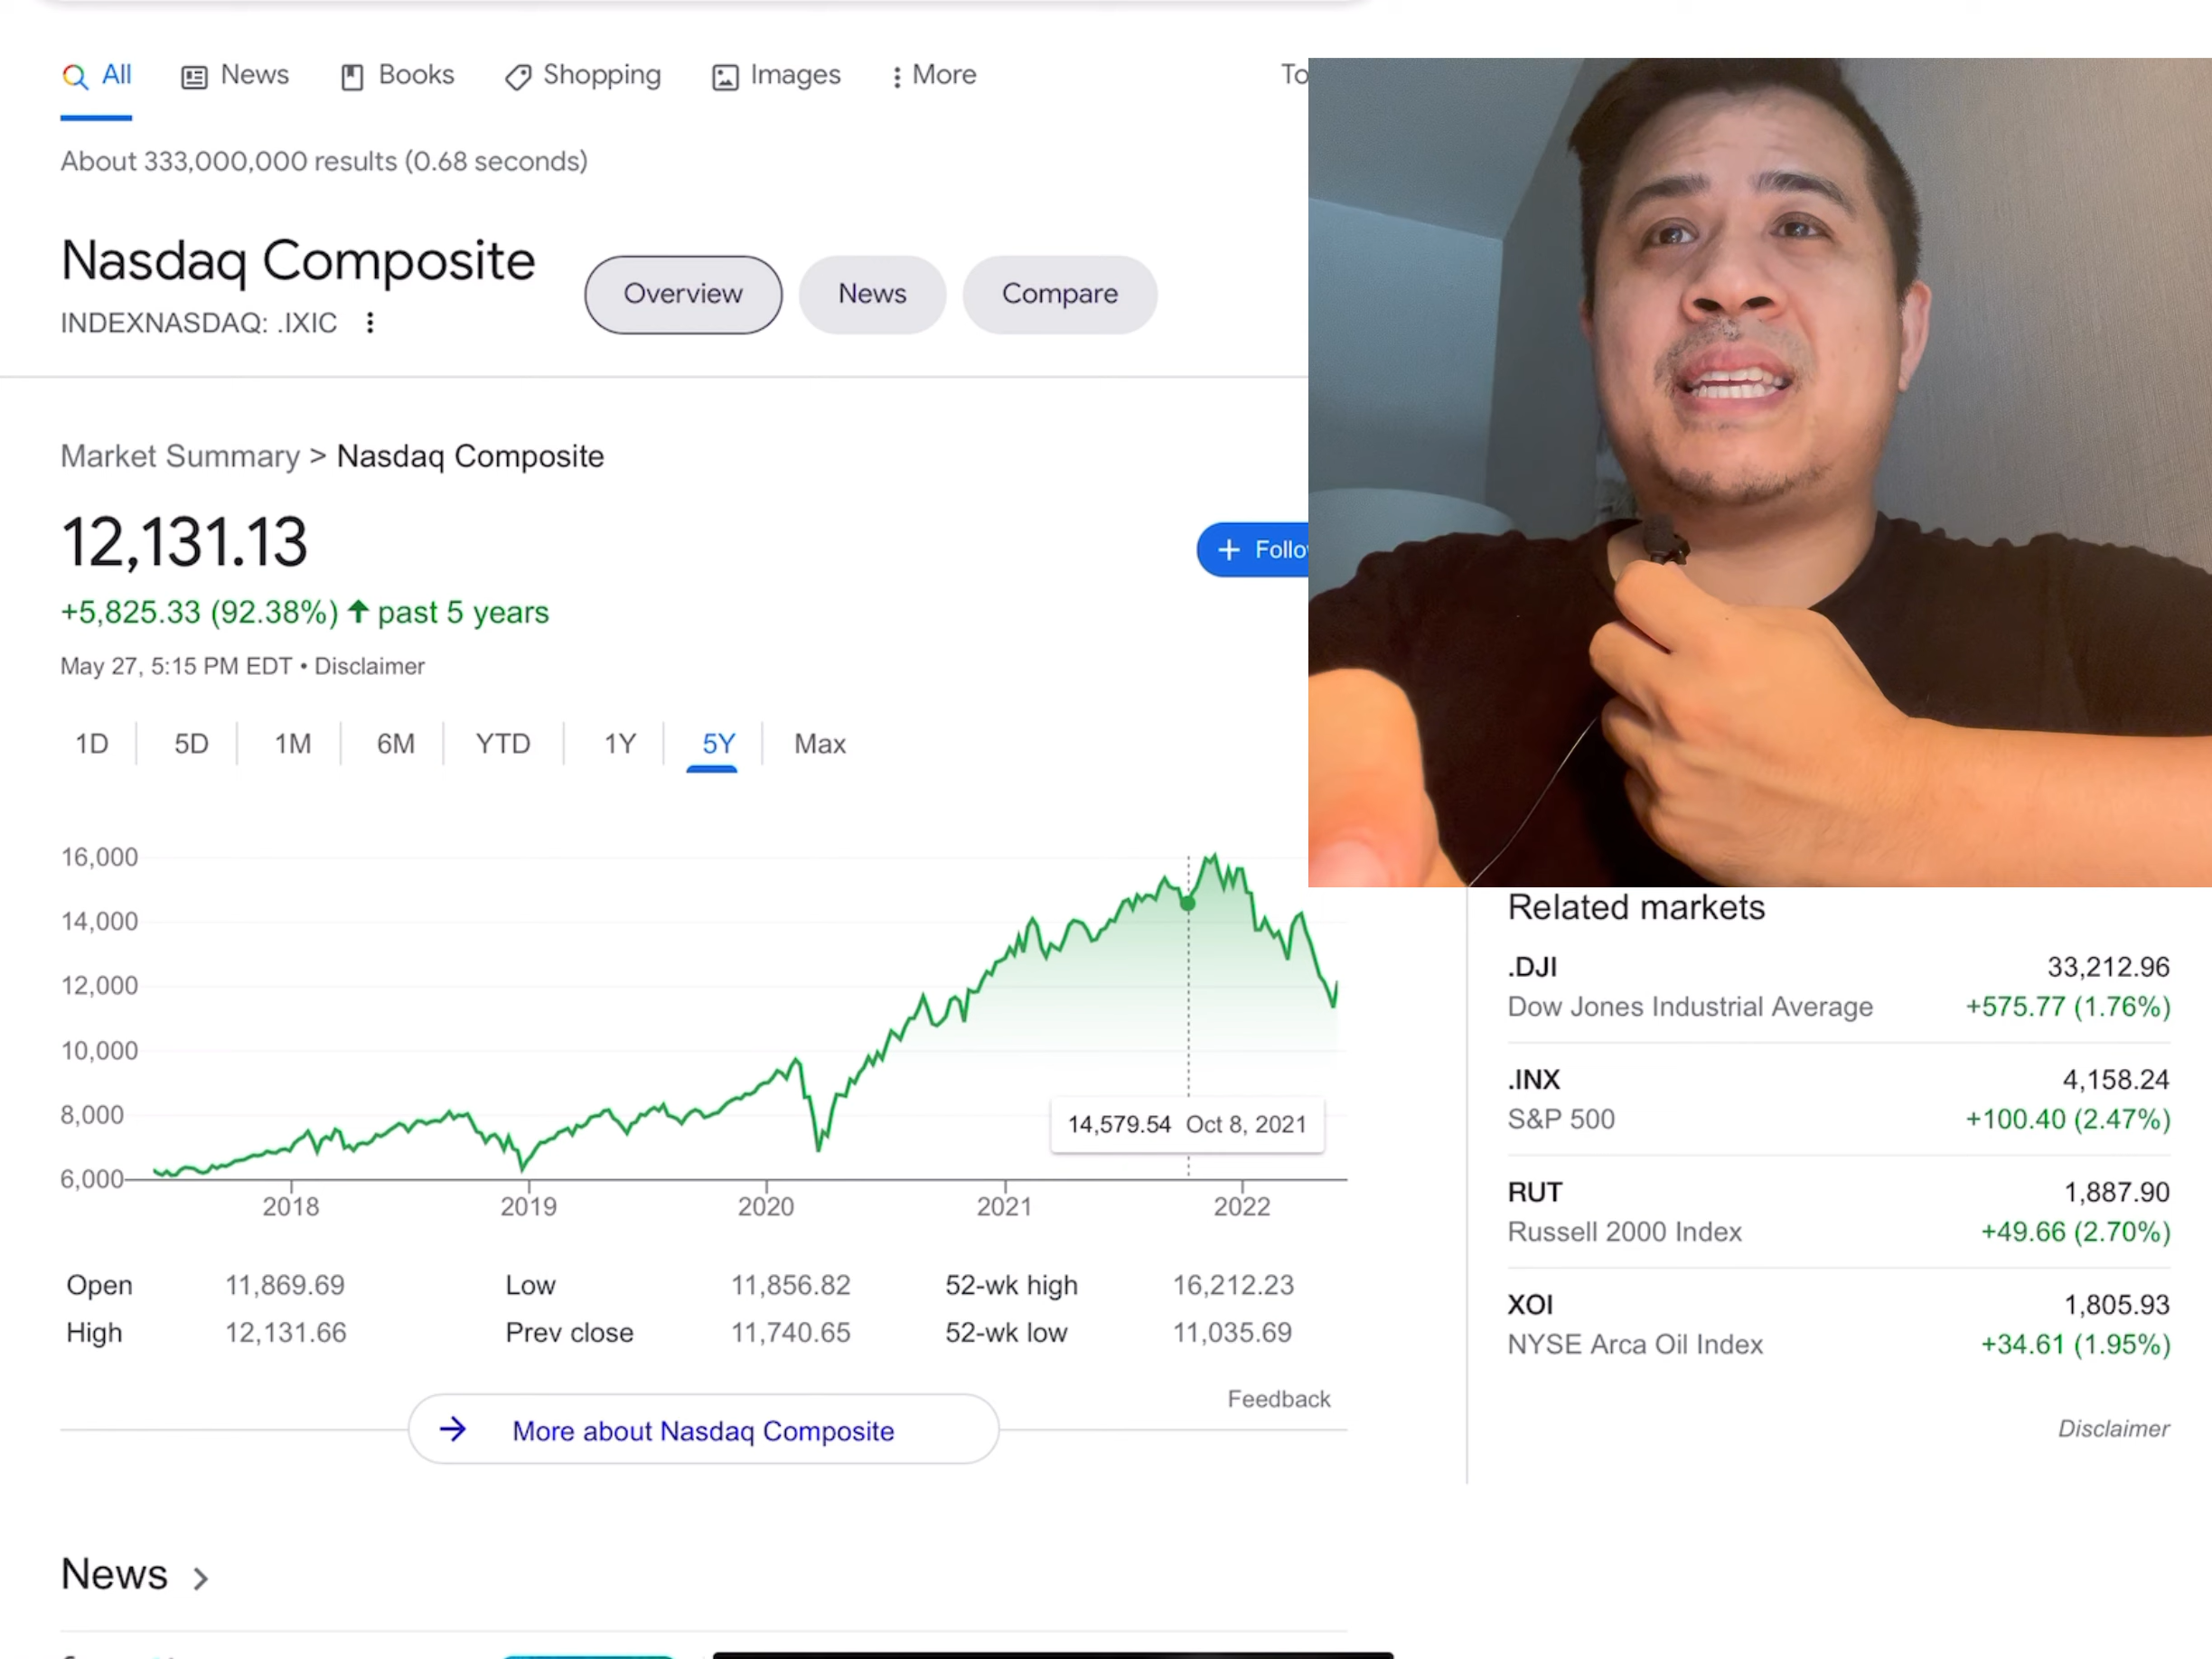 All News Books Shopping Images More
About 333,000,000 results (0.68 seconds)
Nasdaq Composite
Overview News Compare
INDEXNASDAQ: .IXIC
Market Summary > Nasdaq Composite
12,131.13
+5,825.33 (92.38%) past 5 years
May 27, 5:15 PM EDT • Disclaimer
1D 5D 1M 6M YTD 1Y 5Y Max
16,000
14,000
12,000
10,000
8,000
6,000
14,579.54 Oct 8, 2021
2018 2019 2020 2021 2022
Open 11,869.69 Low 11,856.82 52-wk high 16,212.23
High 12,131.66 Prev close 11,740.65 52-wk low 11,035.69
Feedback
More about Nasdaq Composite
Related markets
.DJI 33,212.96
Dow Jones Industrial Average +575.77 (1.76%)
.INX 4,158.24
S&P 500 +100.40 (2.47%)
RUT 1,887.90
Russell 2000 Index +49.66 (2.70%)
XOI 1,805.93
NYSE Arca Oil Index +34.61 (1.95%)
Disclaimer
News